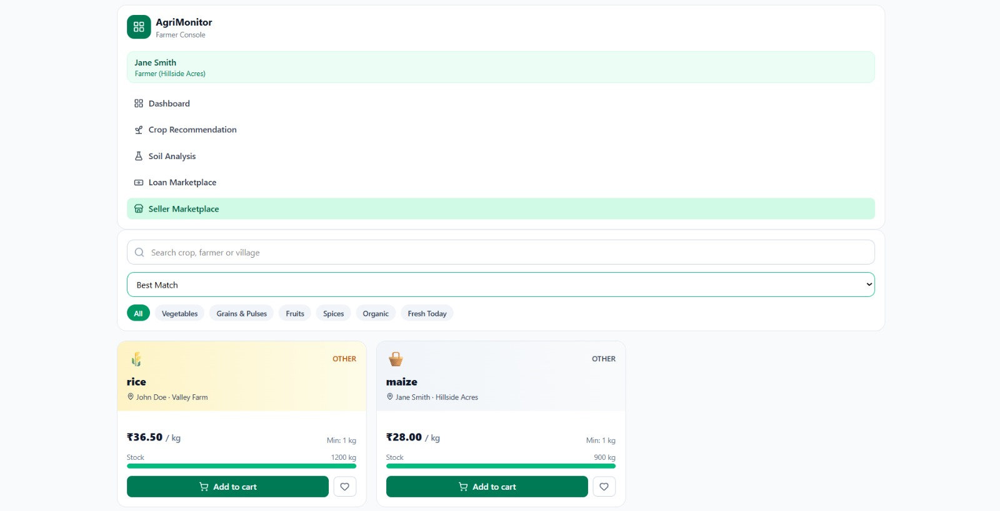 AgriMonitor
Farmer Console
Jane Smith
Farmer (Hillside Acres)
Dashboard
Crop Recommendation
Soil Analysis
Loan Marketplace
Seller Marketplace
Search crop, farmer or village
Best Match
All Vegetables Grains & Pulses Fruits Spices Organic Fresh Today
OTHER
rice
John Doe · Valley Farm
₹36.50 / kg
Min: 1 kg
Stock 1200 kg
Add to cart
OTHER
maize
Jane Smith · Hillside Acres
₹28.00 / kg
Min: 1 kg
Stock 900 kg
Add to cart